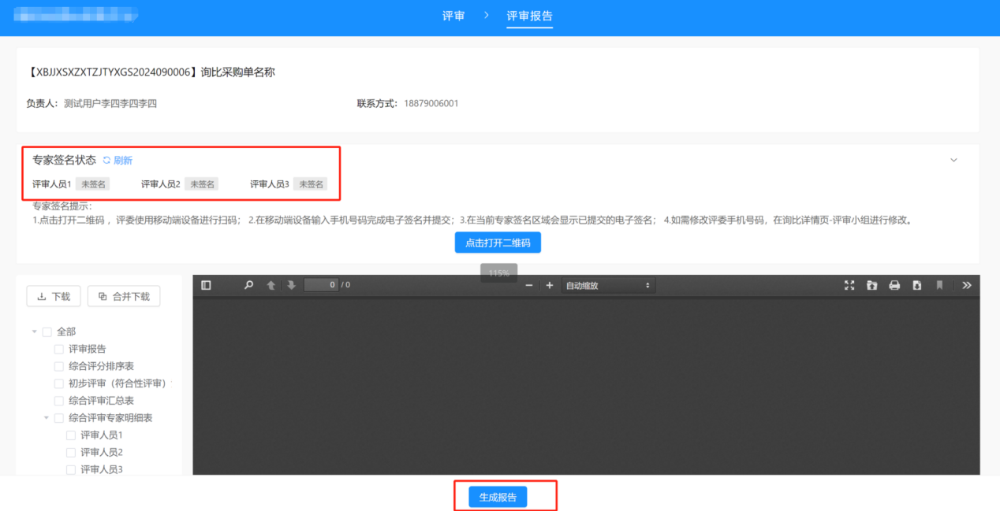 评审 > 评审报告
【XBJJXSXZXTZJTYXGS2024090006】询比采购单名称
负责人: 测试用户李四李四李四 联系方式: 18879006001
专家签名状态 刷新
评审人员1 未签名 评审人员2 未签名 评审人员3 未签名
专家签名提示:
1.点击打开二维码 ，评委使用移动端设备进行扫码； 2.在移动端设备输入手机号码完成电子签名并提交；3.在当前专家签名区域会显示已提交的电子签名； 4.如需修改评委手机号码，在询比详情页-评审小组进行修改。
点击打开二维码
115%
下载 合并下载 0 / 0 自动缩放
全部
评审报告
综合评分排序表
初步评审（符合性评审）
综合评审汇总表
综合评审专家明细表
评审人员1
评审人员2
评审人员3
生成报告